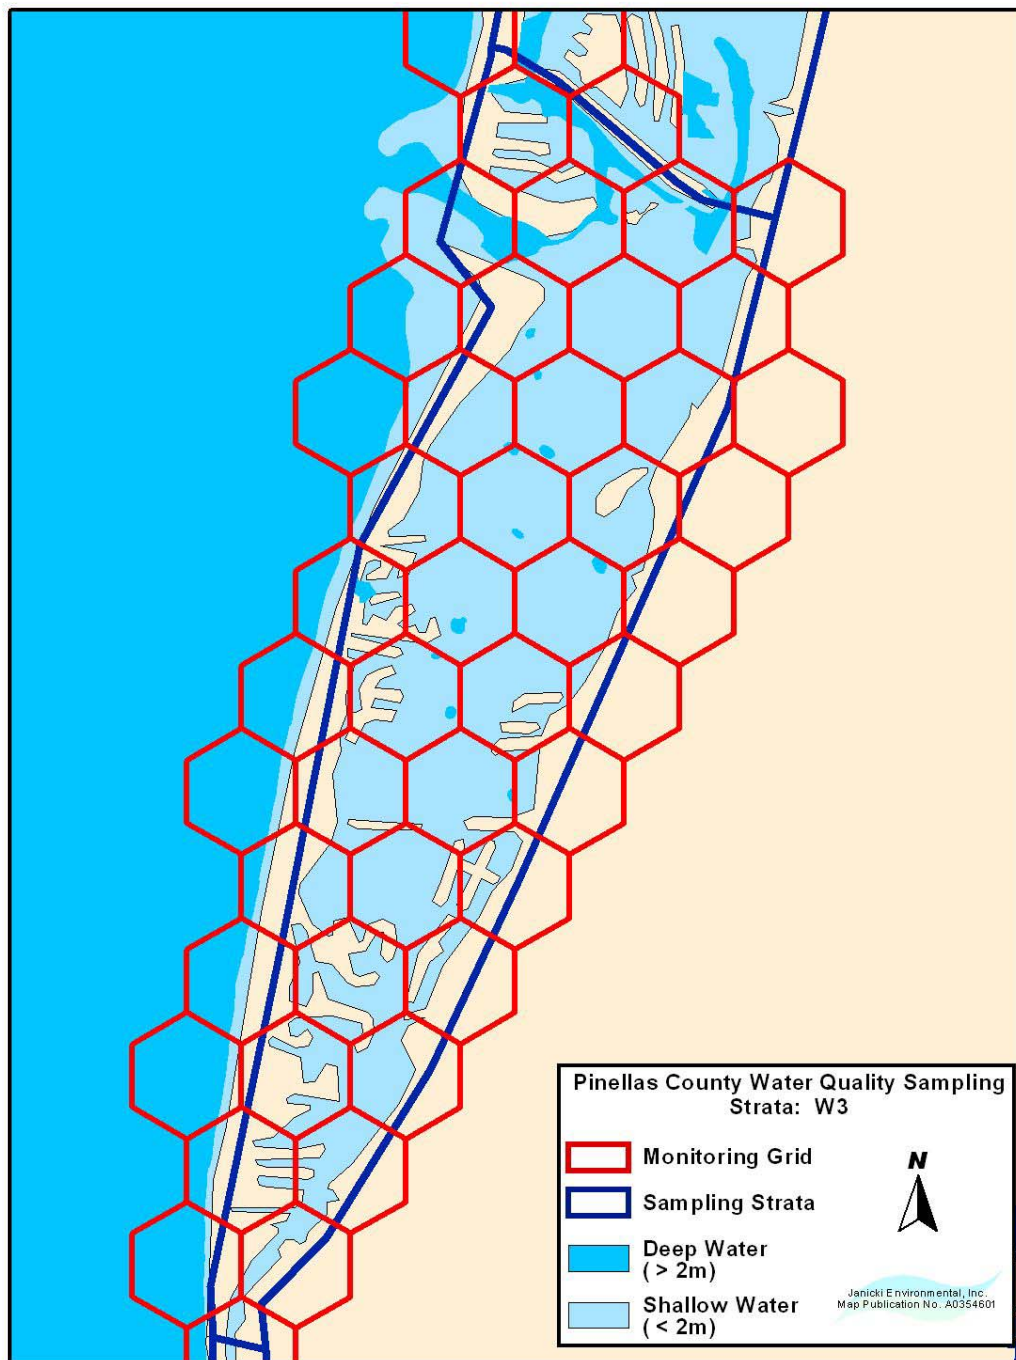 Pinellas County Water Quality Sampling
Strata: W3
Monitoring Grid
N
Sampling Strata
Deep Water
( > 2m)
Shallow Water
( < 2m)
Janicki Environmental, Inc.
Map Publication No. A0354601